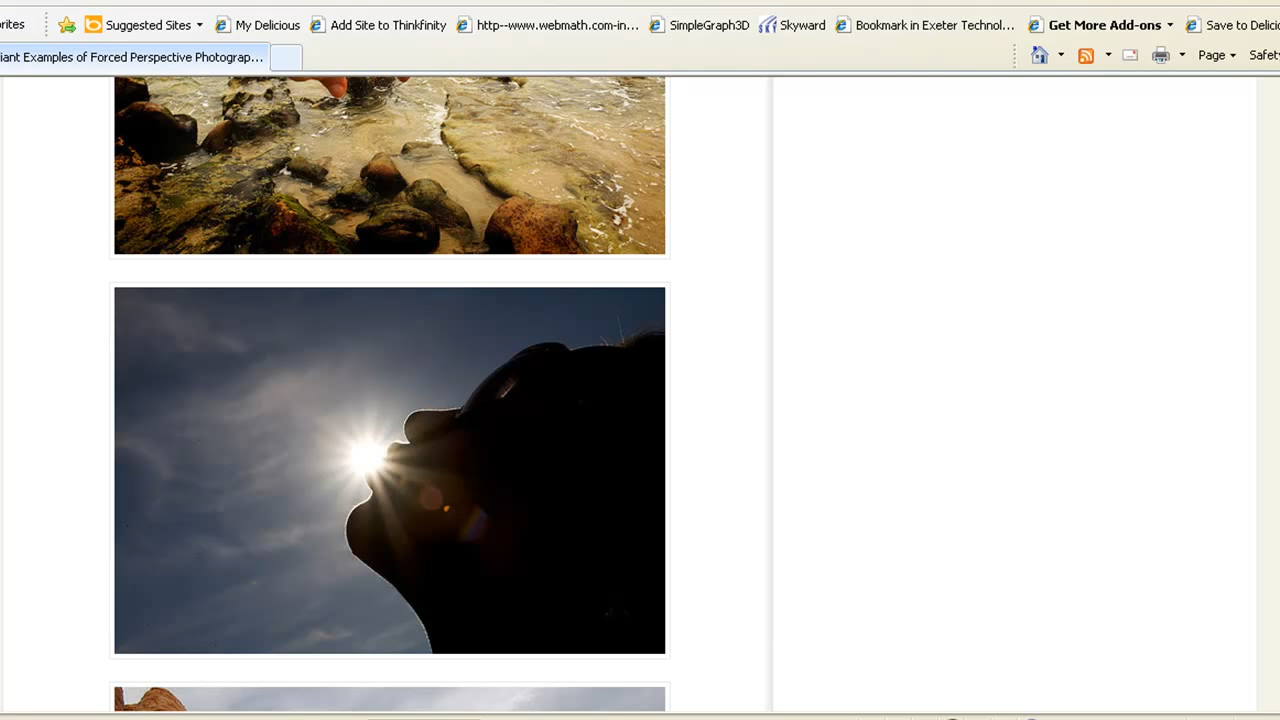 rites Suggested Sites My Delicious Add Site to Thinkfinity http--www.webmath.com-in... SimpleGraph3D Skyward Bookmark in Exeter Technol... Get More Add-ons Save to Delici
iant Examples of Forced Perspective Photograp... Page Safety